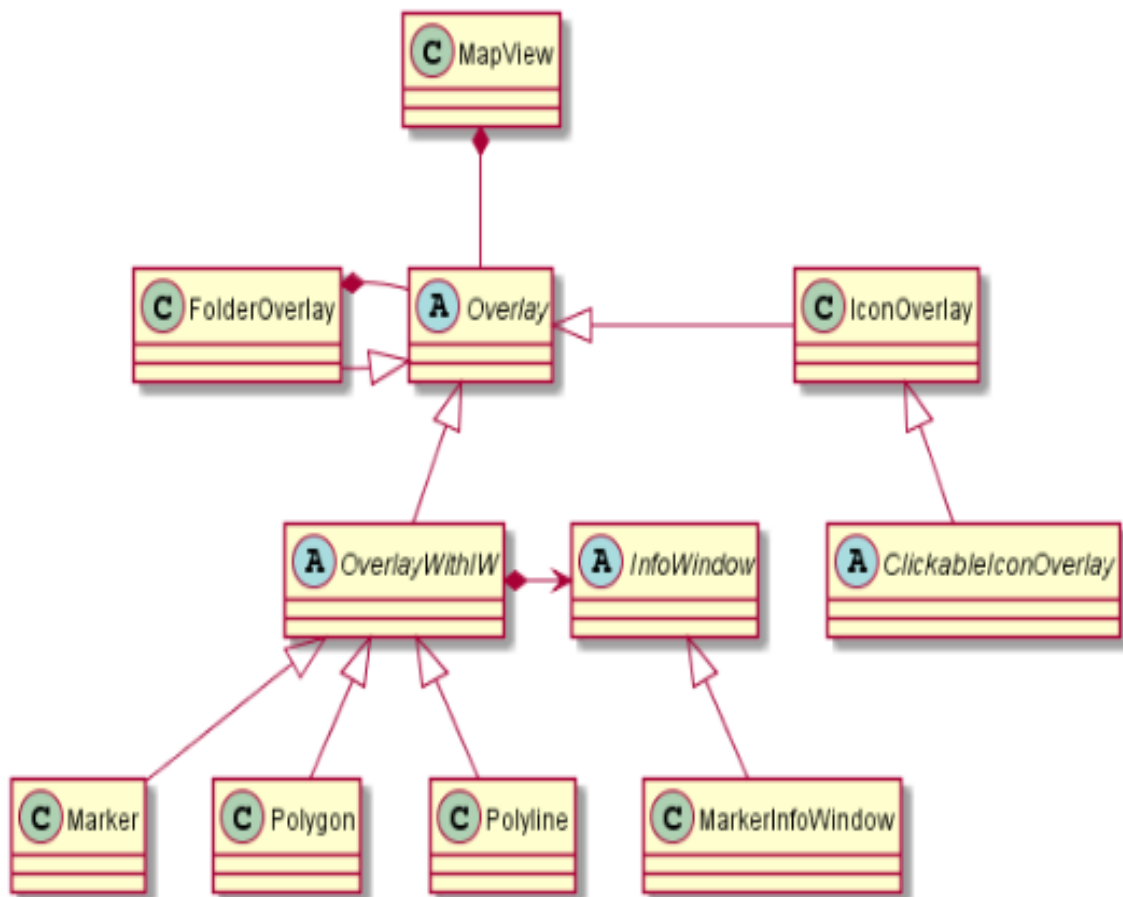 C MapView
C FolderOverlay
A Overlay
C IconOverlay
A OverlayWithIW
A InfoWindow
A ClickableIconOverlay
C Marker
C Polygon
C Polyline
C MarkerInfoWindow